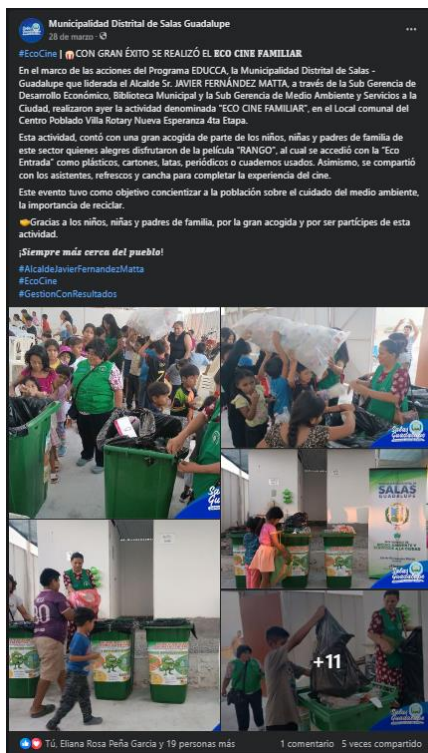 Municipalidad Distrital de Salas Guadalupe
28 de marzo ·
#EcoCine | 🍿CON GRAN ÉXITO SE REALIZÓ EL 𝐄𝐂𝐎 𝐂𝐈𝐍𝐄 𝐅𝐀𝐌𝐈𝐋𝐈𝐀𝐑
En el marco de las acciones del Programa EDUCCA, la Municipalidad Distrital de Salas -
Guadalupe que liderada el Alcalde Sr. JAVIER FERNÁNDEZ MATTA, a través de la Sub Gerencia de
Desarrollo Económico, Biblioteca Municipal y la Sub Gerencia de Medio Ambiente y Servicios a la
Ciudad, realizaron ayer la actividad denominada "ECO CINE FAMILIAR", en el Local comunal del
Centro Poblado Villa Rotary Nueva Esperanza 4ta Etapa.
Esta actividad, contó con una gran acogida de parte de los niños, niñas y padres de familia de
este sector quienes alegres disfrutaron de la película "RANGO", al cual se accedió con la "Eco
Entrada" como plásticos, cartones, latas, periódicos o cuadernos usados. Asimismo, se compartió
con los asistentes, refrescos y cancha para completar la experiencia del cine.
Este evento tuvo como objetivo concientizar a la población sobre el cuidado del medio ambiente,
la importancia de reciclar.
🤝Gracias a los niños, niñas y padres de familia, por la gran acogida y por ser partícipes de esta
actividad.
¡𝑺𝒊𝒆𝒎𝒑𝒓𝒆 𝒎𝒂́𝒔 𝒄𝒆𝒓𝒄𝒂 𝒅𝒆𝒍 𝒑𝒖𝒆𝒃𝒍𝒐!
#AlcaldeJavierFernandezMatta
#EcoCine
#GestionConResultados
Salas
Guadalupe
SALAS
GUADALUPE
80
+11
Tú, Eliana Rosa Peña Garcia y 19 personas más
1 comentario 5 veces compartido